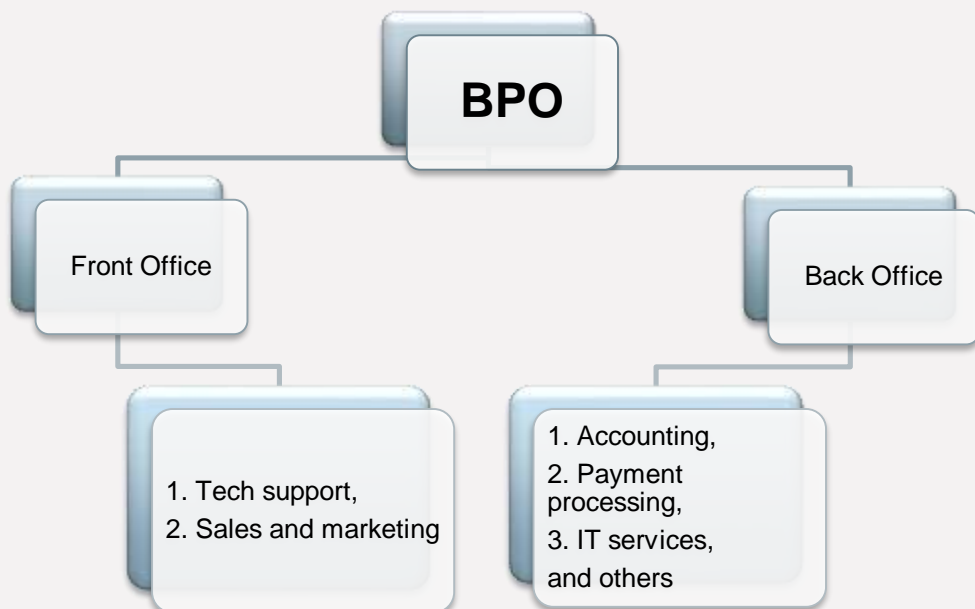 BPO
Front Office
Back Office
1. Tech support,
2. Sales and marketing
1. Accounting,
2. Payment
processing,
3. IT services,
and others